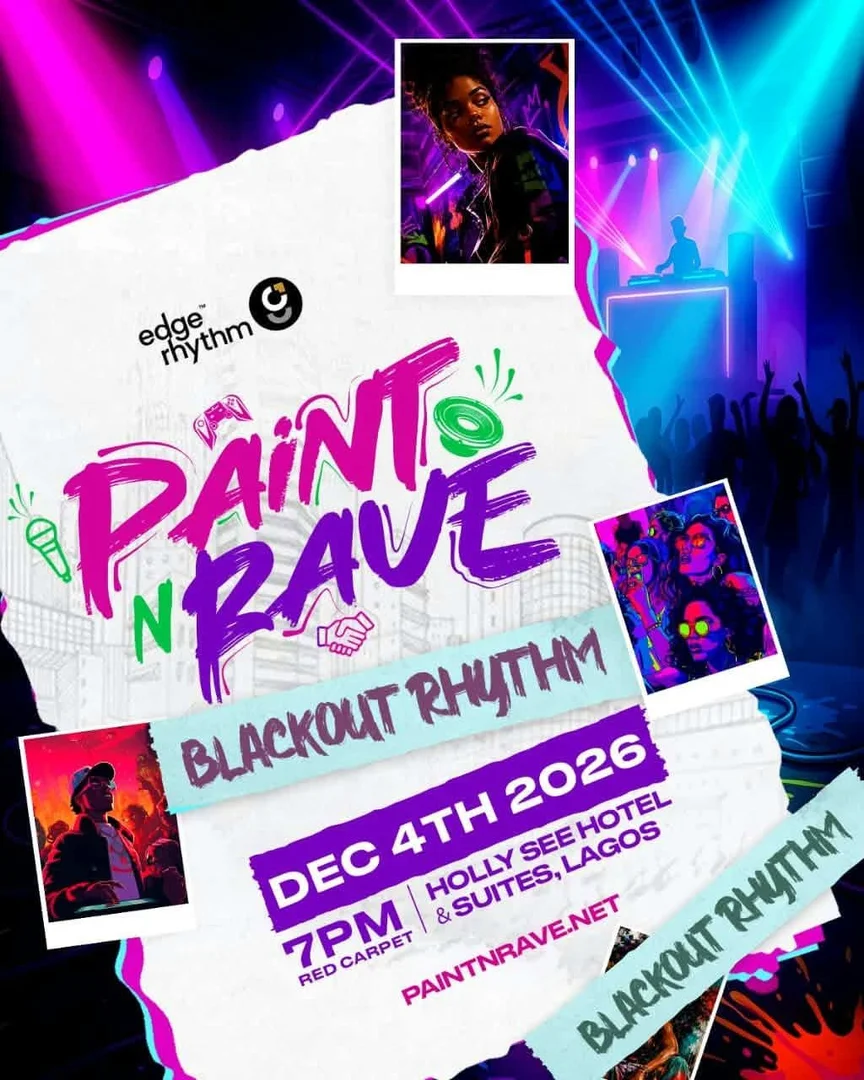 edge™
rhythm
PAiNT
N RAVE
BLACKOUT RHYTHM
DEC 4TH 2026
7PM
RED CARPET
HOLLY SEE HOTEL
& SUITES, LAGOS
PAINTNRAVE.NET
BLACKOUT RHYTHM